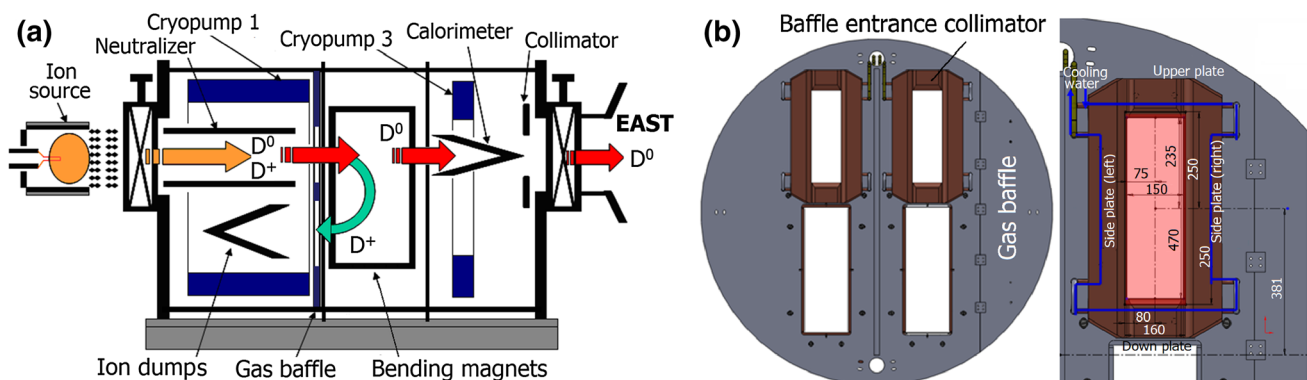 (a)
Cryopump 1
Neutralizer
Ion
source
Cryopump 3
Calorimeter
Collimator
D⁰
D⁺
D⁰
D⁰
EAST
D⁰
D⁺
Ion dumps
Gas baffle
Bending magnets
(b)
Baffle entrance collimator
Gas baffle
Cooling
water
Upper plate
Side plate (left)
Side plate (right)
235
250
75
150
470
250
381
80
160
Down plate